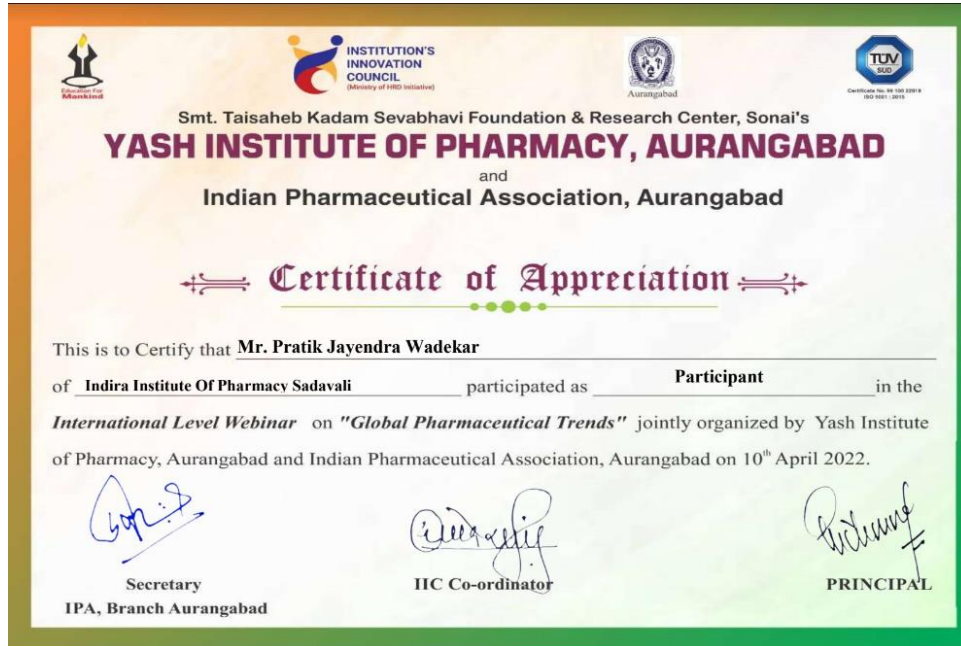 Education For
Mankind
INSTITUTION'S
INNOVATION
COUNCIL
(Ministry of HRD Initiative)
Aurangabad
TÜV
SUD
ISO 9001 : 2015
Smt. Taisaheb Kadam Sevabhavi Foundation & Research Center, Sonai's
YASH INSTITUTE OF PHARMACY, AURANGABAD
and
Indian Pharmaceutical Association, Aurangabad
Certificate of Appreciation
This is to Certify that Mr. Pratik Jayendra Wadekar
of Indira Institute Of Pharmacy Sadavali participated as Participant in the
International Level Webinar on "Global Pharmaceutical Trends" jointly organized by Yash Institute
of Pharmacy, Aurangabad and Indian Pharmaceutical Association, Aurangabad on 10th April 2022.
Secretary IIC Co-ordinator PRINCIPAL
IPA, Branch Aurangabad